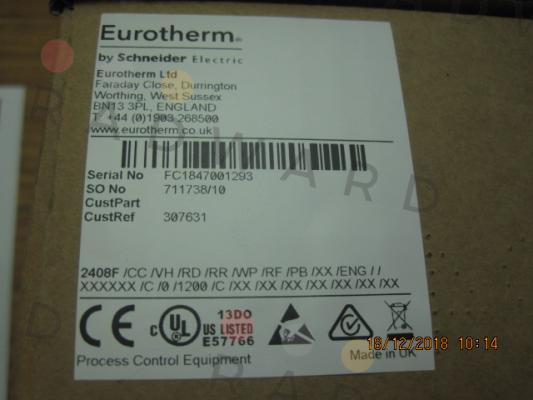 Eurotherm®
by Schneider Electric
Eurotherm Ltd
Faraday Close, Durrington
Worthing, West Sussex
BN13 3PL, ENGLAND
T +44 (0)1903 268500
www.eurotherm.co.uk
Serial No FC1847001293
SO No 711738/10
CustPart
CustRef 307631
2408F /CC /VH /RD /RR /WP /RF /PB /XX /ENG / /
XXXXXX /C /0 /1200 /C /XX /XX /XX /XX /XX /XX /XX
CE
C UL US LISTED
13DO
E57766
Process Control Equipment
Made in UK
18/12/2018 10:14